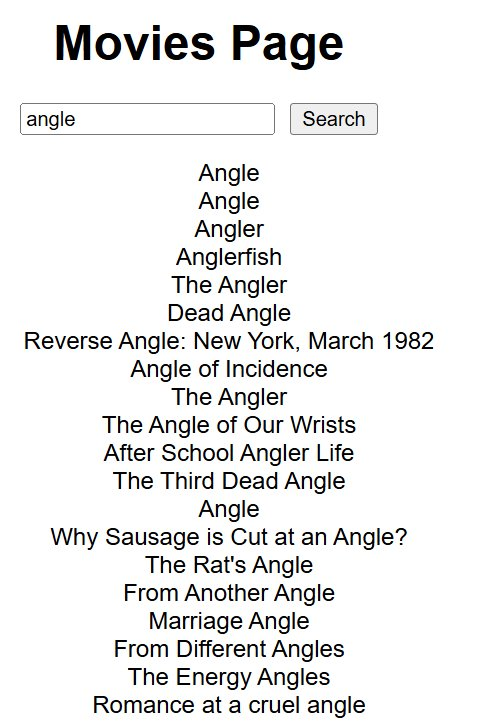 Movies Page
angle Search
Angle
Angle
Angler
Anglerfish
The Angler
Dead Angle
Reverse Angle: New York, March 1982
Angle of Incidence
The Angler
The Angle of Our Wrists
After School Angler Life
The Third Dead Angle
Angle
Why Sausage is Cut at an Angle?
The Rat's Angle
From Another Angle
Marriage Angle
From Different Angles
The Energy Angles
Romance at a cruel angle